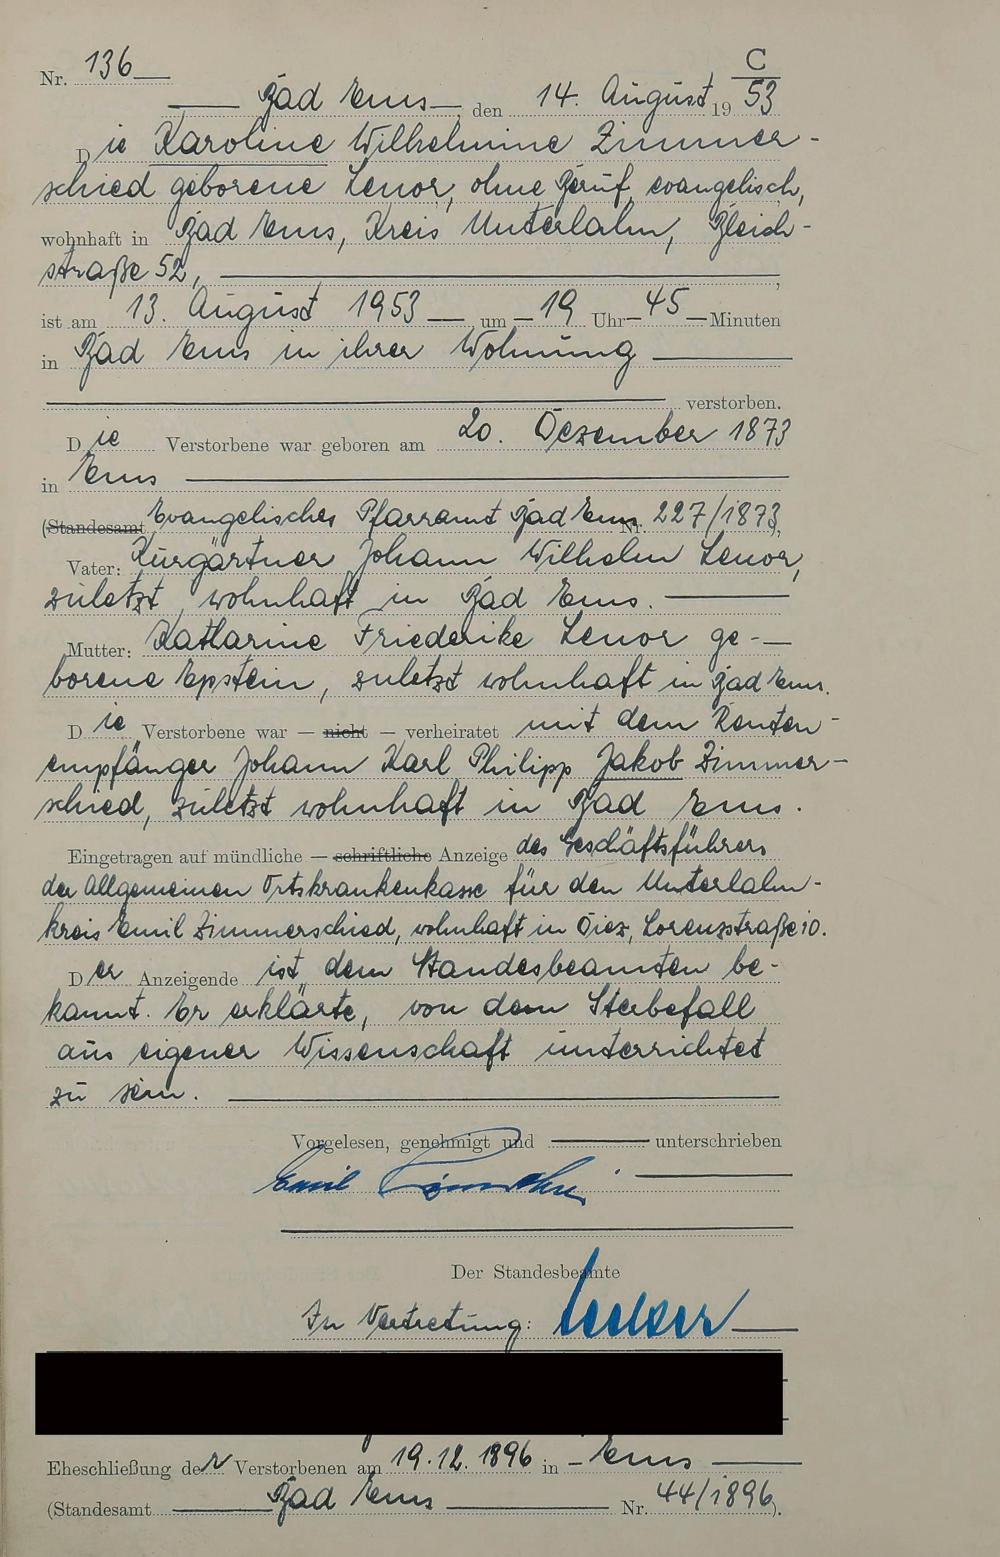 Nr. 136
C
Bad Ems, den 14. August 1953
Die Karoline Wilhelmine Zimmer-
schied geborene Lenor, ohne Beruf, evangelisch,
wohnhaft in Bad Ems, Kreis Unterlahn, Bleich-
straße 52,
ist am 13. August 1953 um 19 Uhr 45 Minuten
in Bad Ems in ihrer Wohnung
verstorben.
Die Verstorbene war geboren am 20. Dezember 1873
in Ems
(Standesamt Evangelisches Pfarramt Bad Ems Nr. 227/1873),
Vater: Kurgärtner Johann Wilhelm Lenor,
zuletzt wohnhaft in Bad Ems.
Mutter: Katharine Friederike Lenor ge-
borene Epstein, zuletzt wohnhaft in Bad Ems.
Die Verstorbene war — nicht — verheiratet mit dem Renten-
empfänger Johann Karl Philipp Jakob Zimmer-
schied, zuletzt wohnhaft in Bad Ems.
Eingetragen auf mündliche — schriftliche Anzeige des Geschäftsführers
der Allgemeinen Ortskrankenkasse für den Unterlahn-
kreis Emil Zimmerschied, wohnhaft in Diez, Lorenzstraße 10.
Der Anzeigende ist dem Standesbeamten be-
kannt. Er erklärte, von dem Sterbefall
aus eigener Wissenschaft unterrichtet
zu sein.
Vorgelesen, genehmigt und unterschrieben
Emil
Der Standesbeamte
In Vertretung:
Eheschließung der Verstorbenen am 19.12.1896 in Ems
(Standesamt Bad Ems Nr. 44/1896).